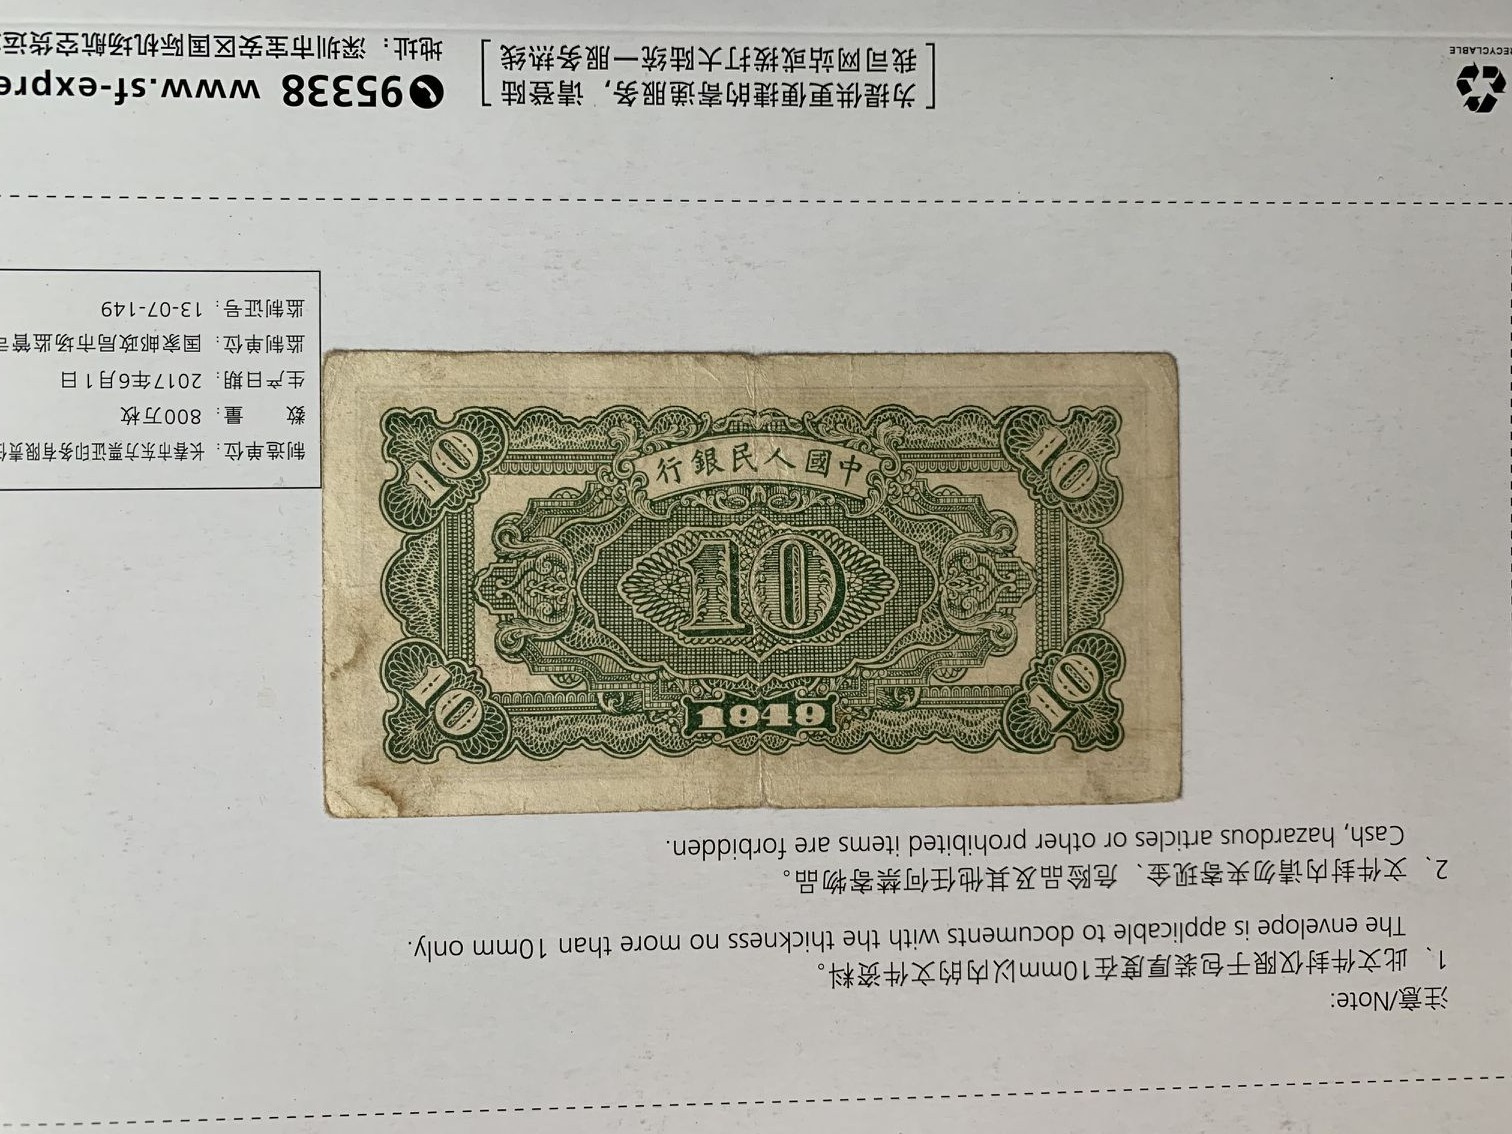 中國人民銀行
10
10
10
10
10
1949
注意/Note:
1、此文件封仅限于包装厚度在10mm以内的文件资料。
The envelope is applicable to documents with the thickness no more than 10mm only.
2、文件封内请勿夹寄现金、危险品及其他任何禁寄物品。
Cash, hazardous articles or other prohibited items are forbidden.
制造单位：长春市东方票证印务有限责任
数 量：800万枚
生产日期：2017年6月1日
监制单位：国家邮政局市场监管司
监制证号：13-07-149
为提供更便捷的寄递服务，请登陆
我司网站或拨打大陆统一服务热线
95338 www.sf-expre
地址：深圳市宝安区国际机场航空货运
RECYCLABLE